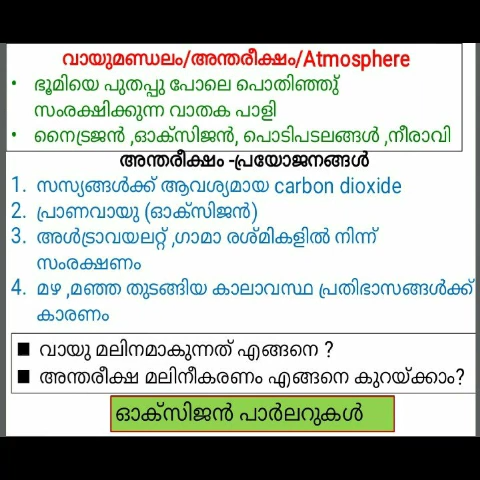 വായുമണ്ഡലം/അന്തരീക്ഷം/Atmosphere
• ഭൂമിയെ പുതപ്പു പോലെ പൊതിഞ്ഞു്
സംരക്ഷിക്കുന്ന വാതക പാളി
• നൈട്രജൻ ,ഓക്സിജൻ, പൊടിപടലങ്ങൾ ,നീരാവി
അന്തരീക്ഷം -പ്രയോജനങ്ങൾ
1. സസ്യങ്ങൾക്ക് ആവശ്യമായ carbon dioxide
2. പ്രാണവായു (ഓക്സിജൻ)
3. അൾട്രാവയലറ്റ് ,ഗാമാ രശ്മികളിൽ നിന്ന്
സംരക്ഷണം
4. മഴ ,മഞ്ഞ തുടങ്ങിയ കാലാവസ്ഥ പ്രതിഭാസങ്ങൾക്ക്
കാരണം
■ വായു മലിനമാകുന്നത് എങ്ങനെ ?
■ അന്തരീക്ഷ മലിനീകരണം എങ്ങനെ കുറയ്ക്കാം?
ഓക്സിജൻ പാർലറുകൾ